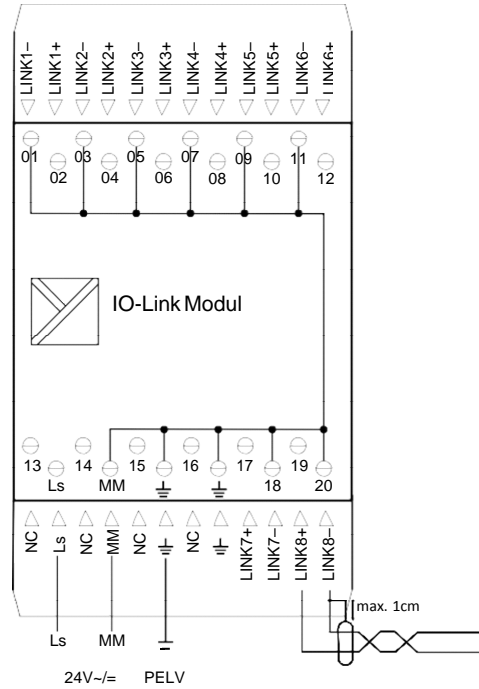 LINK1−
LINK1+
LINK2−
LINK2+
LINK3−
LINK3+
LINK4−
LINK4+
LINK5−
LINK5+
LINK6−
LINK6+
01 03 05 07 09 11
02 04 06 08 10 12
IO-Link Modul
13 14 15 16 17 19
Ls MM 18 20
NC
Ls
NC
MM
NC
NC
LINK7+
LINK7−
LINK8+
LINK8−
max. 1cm
Ls MM
24V~/= PELV